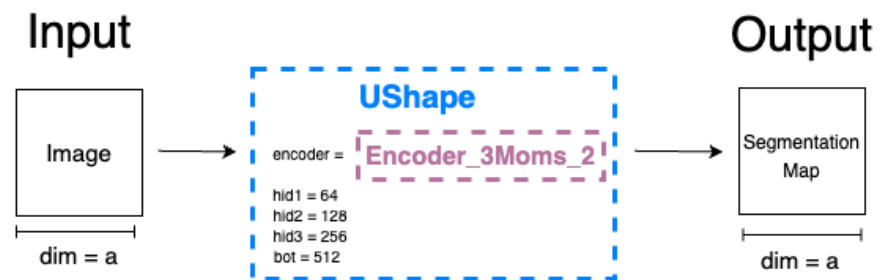 Input
Output
UShape
Image
encoder =
Encoder_3Moms_2
Segmentation
Map
hid1 = 64
hid2 = 128
hid3 = 256
bot = 512
dim = a
dim = a